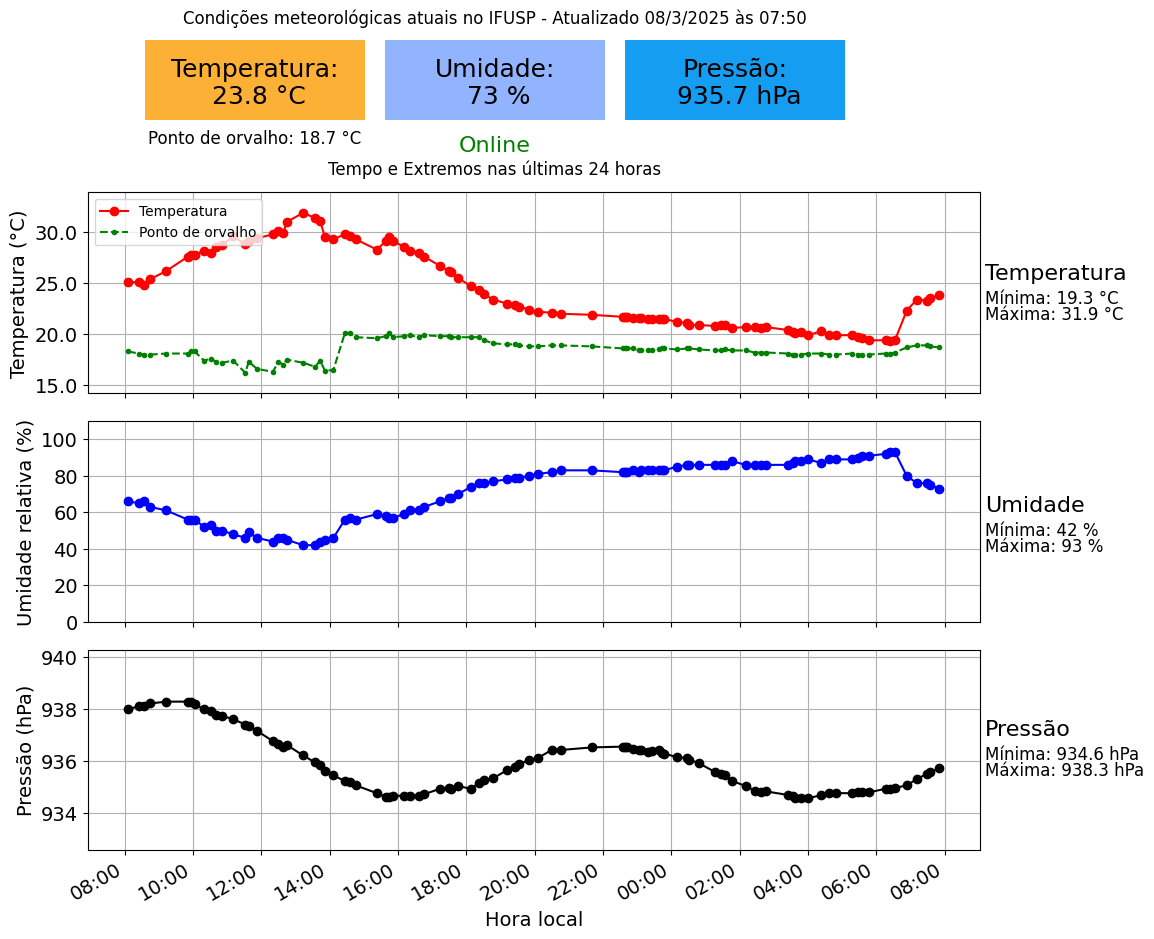 Condições meteorológicas atuais no IFUSP - Atualizado 08/3/2025 às 07:50
Temperatura:
23.8 °C
Umidade:
73 %
Pressão:
935.7 hPa
Ponto de orvalho: 18.7 °C
Online
Tempo e Extremos nas últimas 24 horas
Temperatura (°C)
30.0
25.0
20.0
15.0
Temperatura
Ponto de orvalho
Temperatura
Mínima: 19.3 °C
Máxima: 31.9 °C
Umidade relativa (%)
100
80
60
40
20
0
Umidade
Mínima: 42 %
Máxima: 93 %
Pressão (hPa)
940
938
936
934
Pressão
Mínima: 934.6 hPa
Máxima: 938.3 hPa
08:00 10:00 12:00 14:00 16:00 18:00 20:00 22:00 00:00 02:00 04:00 06:00 08:00
Hora local